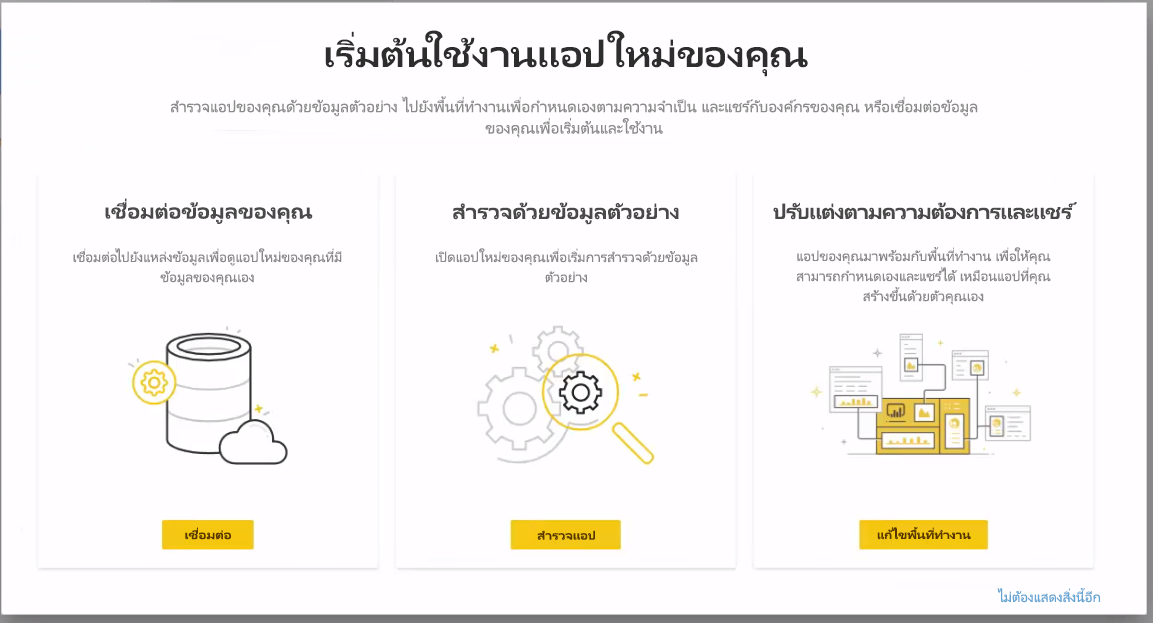 เริ่มต้นใช้งานแอปใหม่ของคุณ
สำรวจแอปของคุณด้วยข้อมูลตัวอย่าง ไปยังพื้นที่ทำงานเพื่อกำหนดเองตามความจำเป็น และแชร์กับองค์กรของคุณ หรือเชื่อมต่อข้อมูล
ของคุณเพื่อเริ่มต้นและใช้งาน
เชื่อมต่อข้อมูลของคุณ
เชื่อมต่อไปยังแหล่งข้อมูลเพื่อดูแอปใหม่ของคุณที่มี
ข้อมูลของคุณเอง
เชื่อมต่อ
สำรวจด้วยข้อมูลตัวอย่าง
เปิดแอปใหม่ของคุณเพื่อเริ่มการสำรวจด้วยข้อมูล
ตัวอย่าง
สำรวจแอป
ปรับแต่งตามความต้องการและแชร์
แอปของคุณมาพร้อมกับพื้นที่ทำงาน เพื่อให้คุณ
สามารถกำหนดเองและแชร์ได้ เหมือนแอปที่คุณ
สร้างขึ้นด้วยตัวคุณเอง
แก้ไขพื้นที่ทำงาน
ไม่ต้องแสดงสิ่งนี้อีก